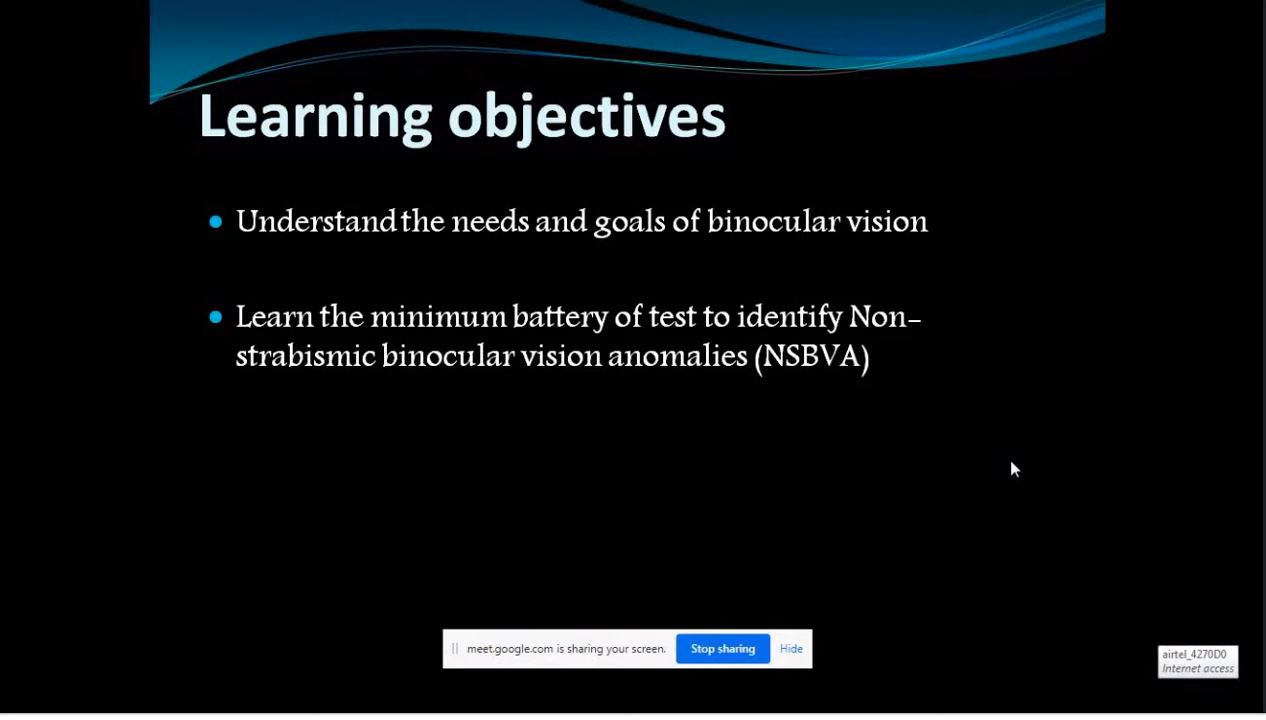 Learning objectives
Understand the needs and goals of binocular vision
Learn the minimum battery of test to identify Non-
strabismic binocular vision anomalies (NSBVA)
meet.google.com is sharing your screen. Stop sharing Hide
airtel_4270D0
Internet access